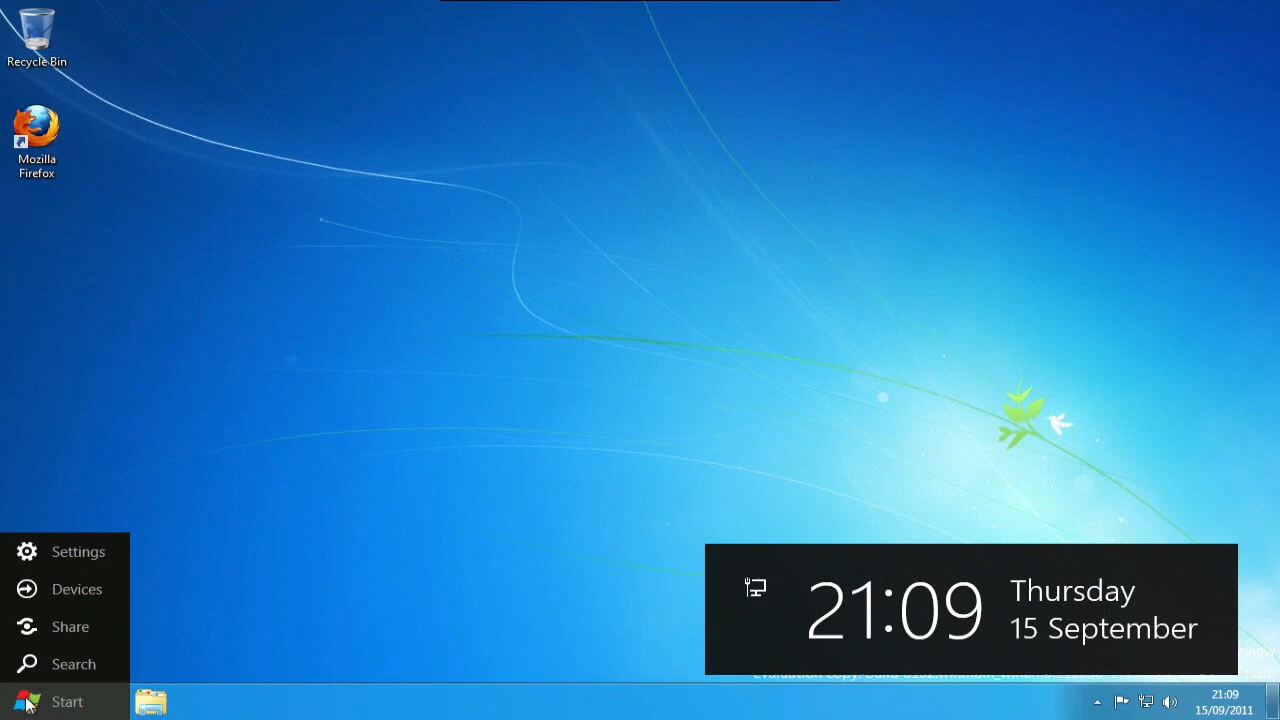 Recycle Bin
Mozilla
Firefox
Settings
Devices
Share
Search
Start
21:09
Thursday
15 September
21:09
15/09/2011